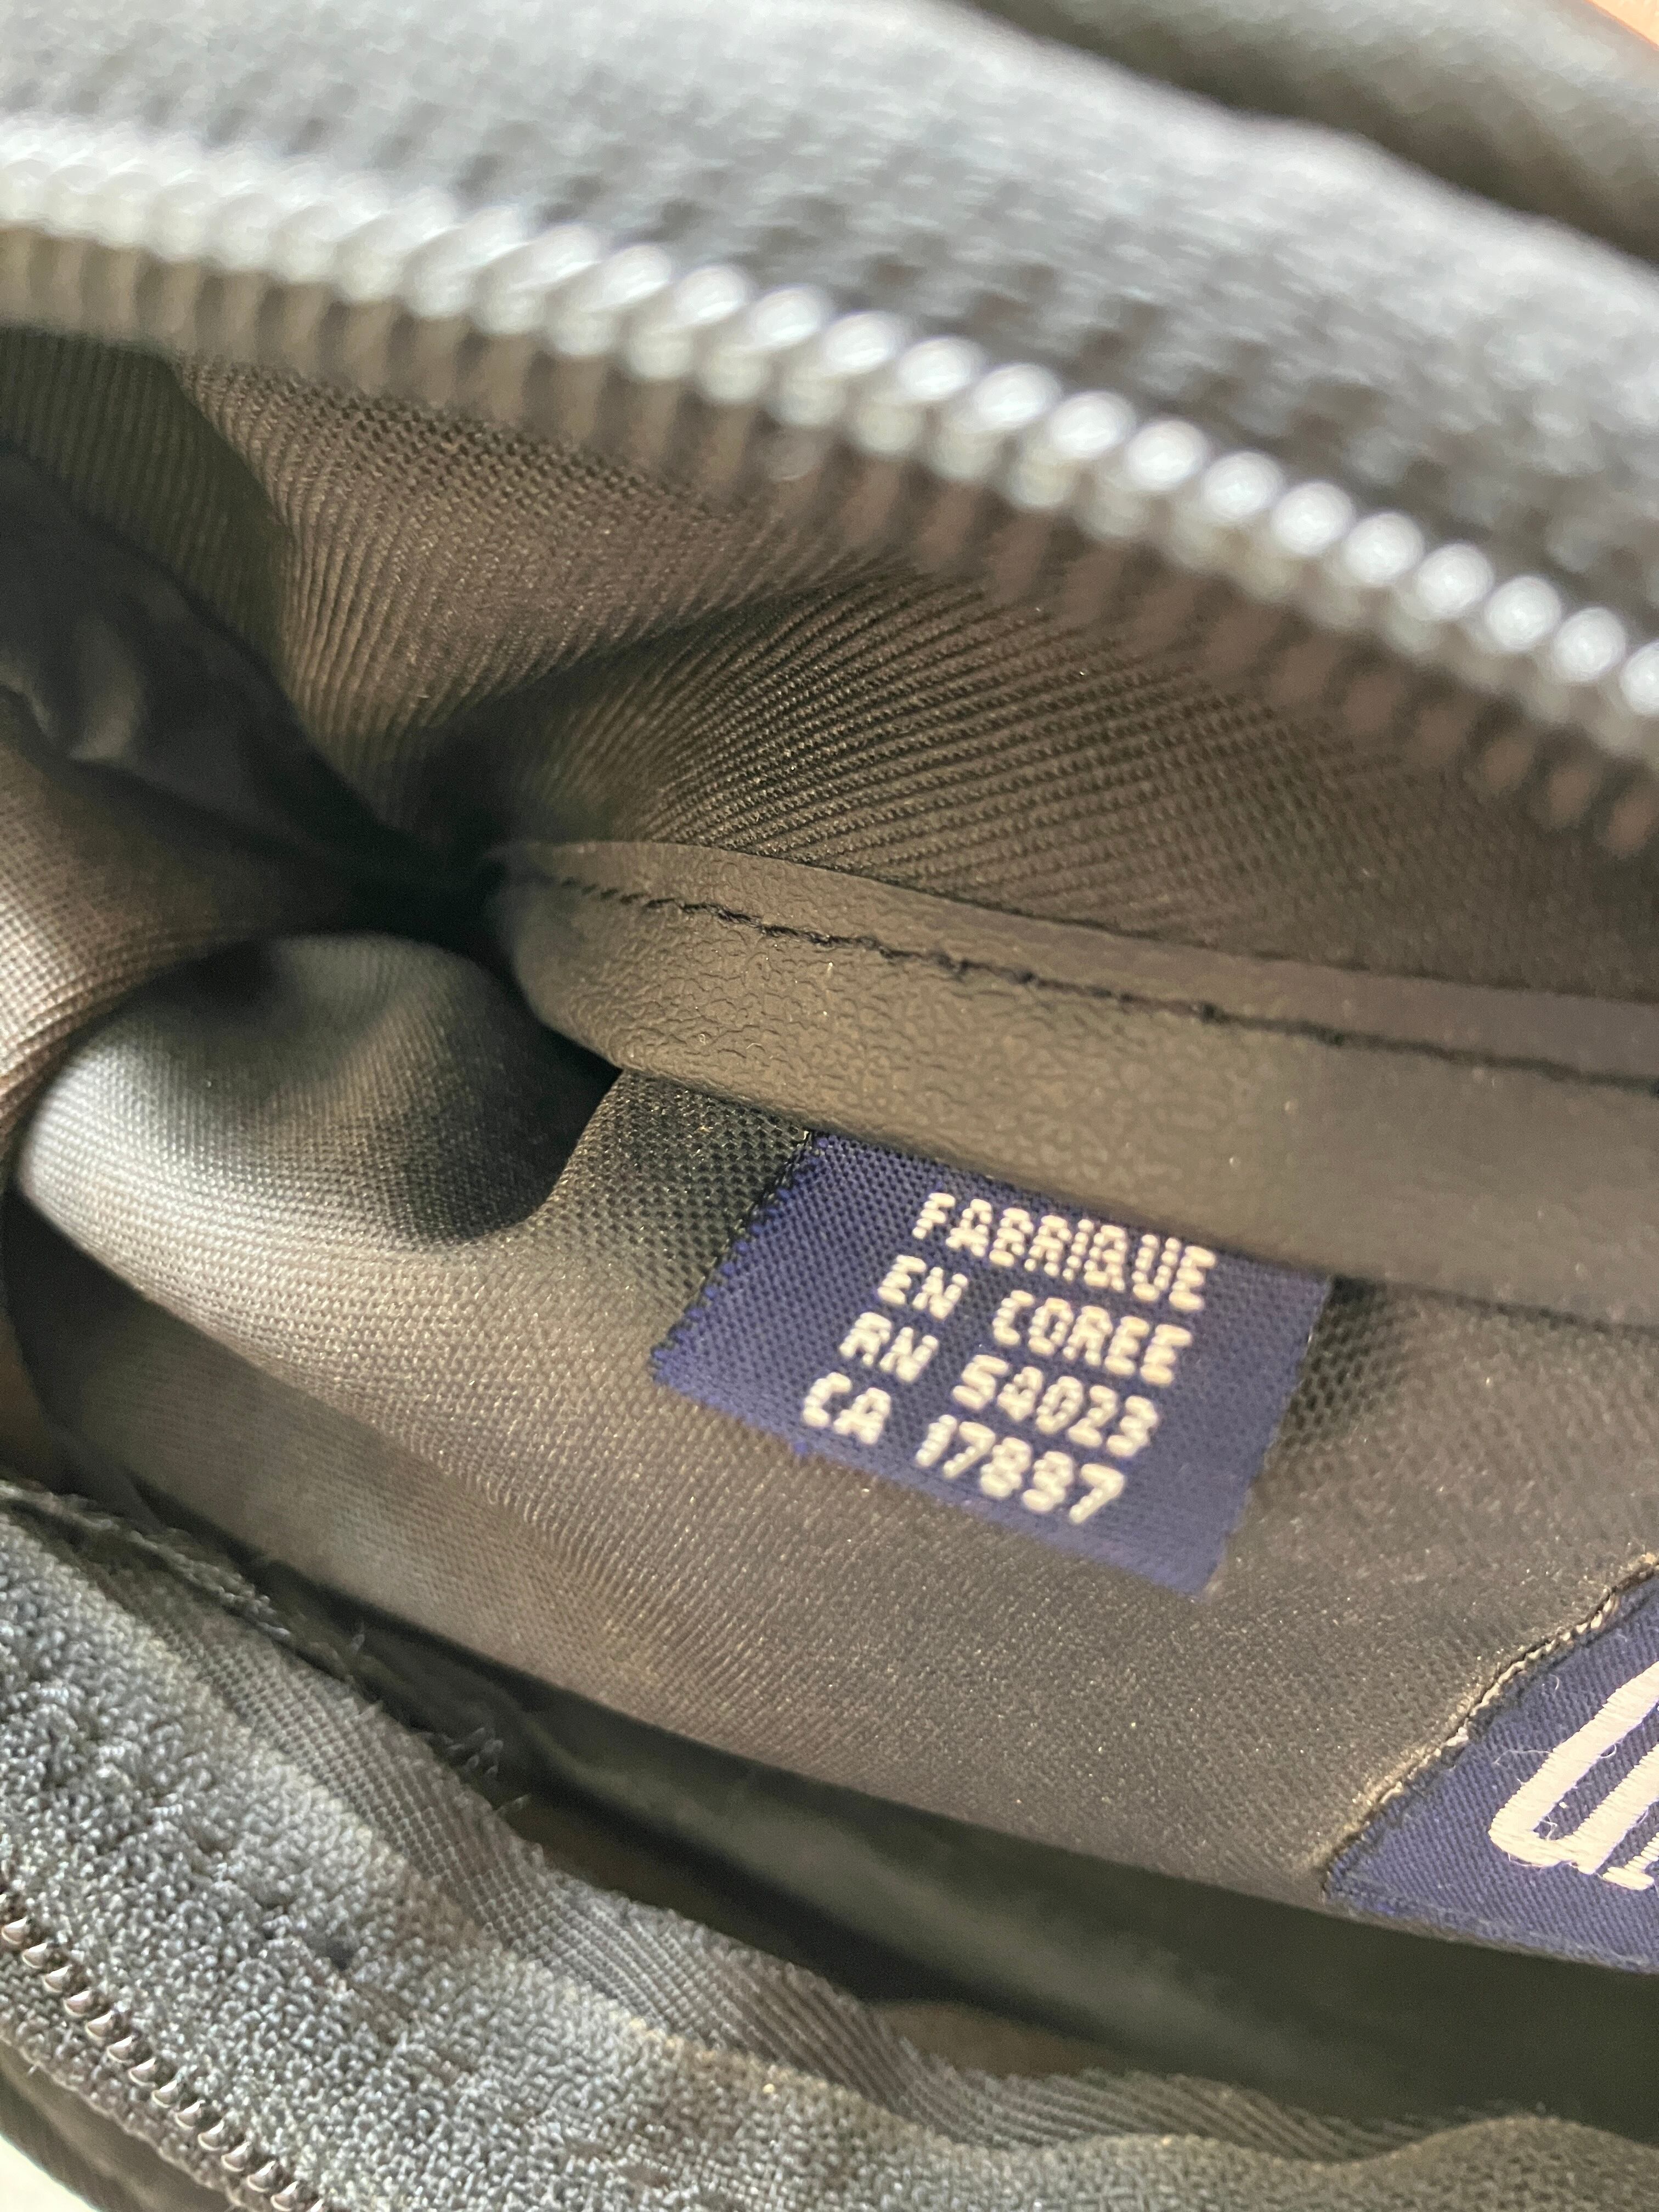 FABRIQUE
EN COREE
RN 54023
CA 17897